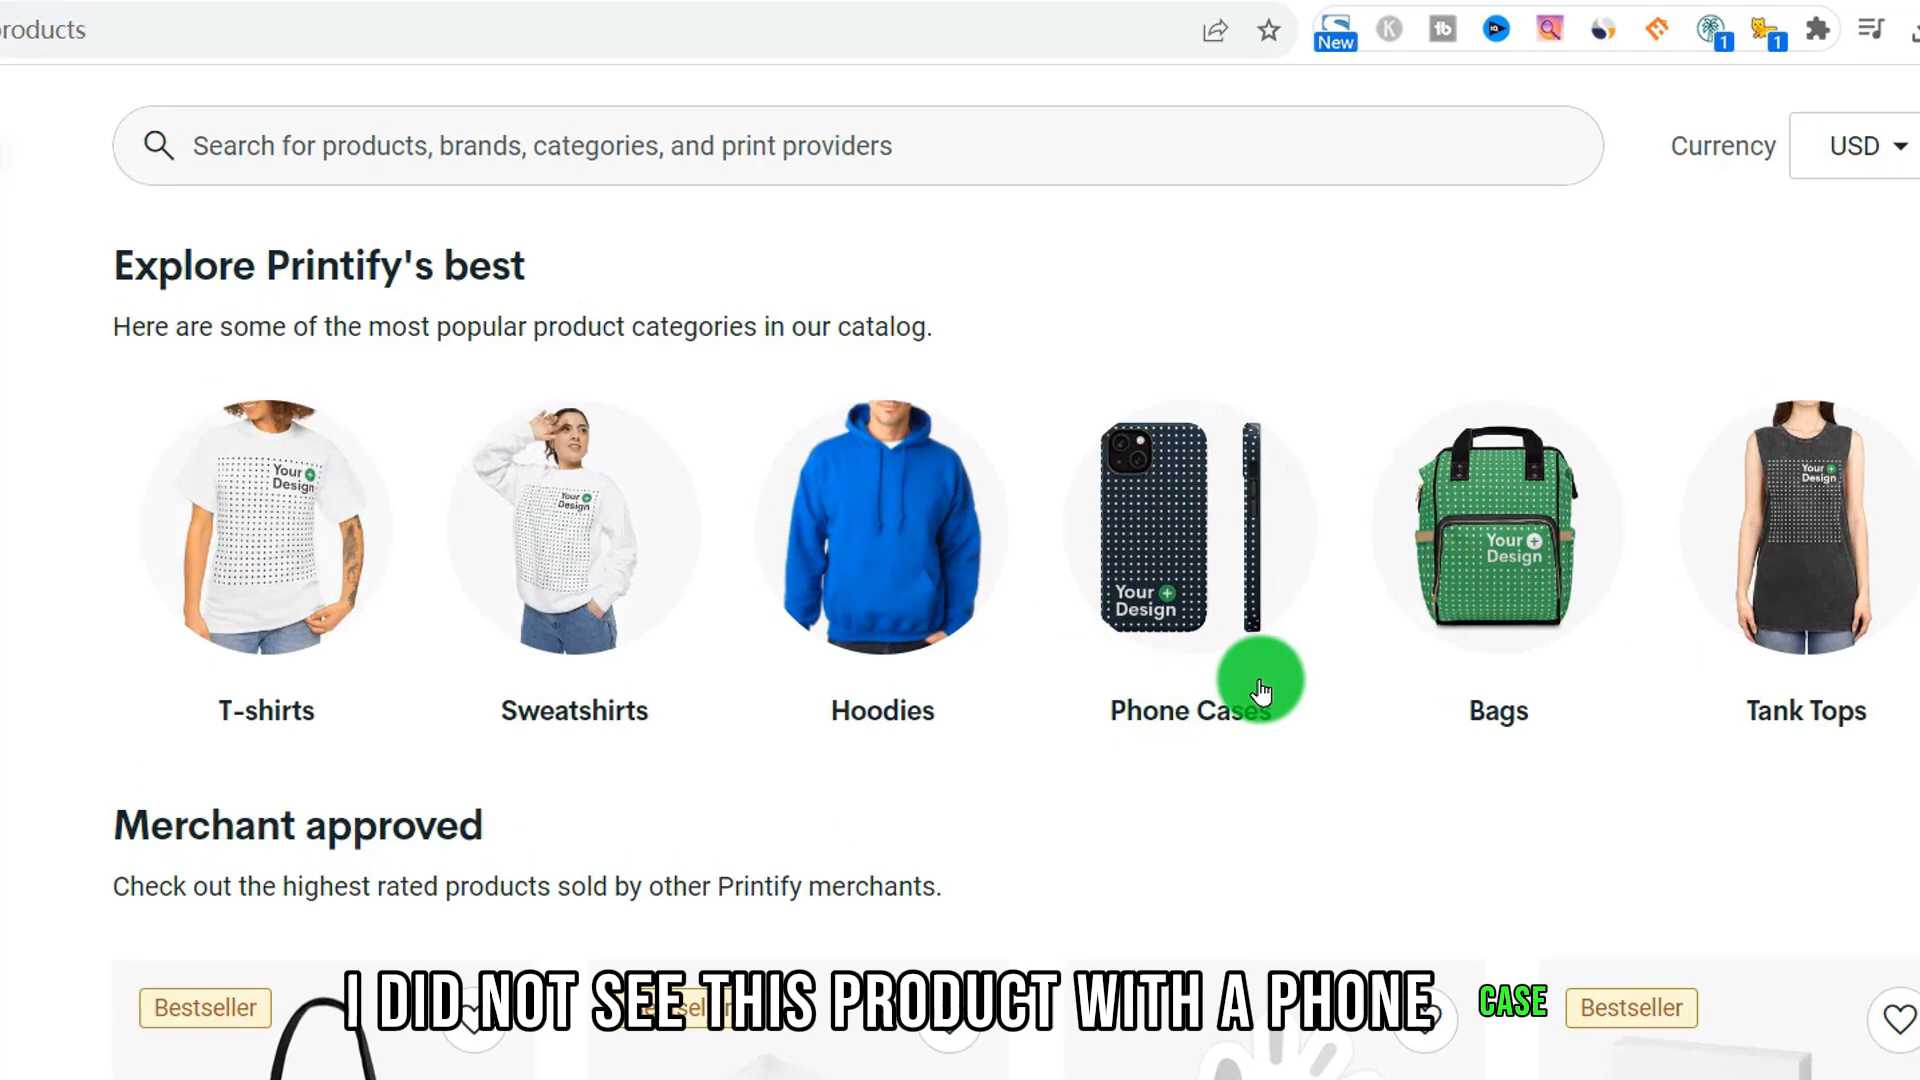 roducts
New
1
1
Search for products, brands, categories, and print providers
Currency
USD
Explore Printify's best
Here are some of the most popular product categories in our catalog.
Your
Design
Your
Design
Your
Design
Your
Design
Your
Design
T-shirts
Sweatshirts
Hoodies
Phone Cases
Bags
Tank Tops
Merchant approved
Check out the highest rated products sold by other Printify merchants.
Bestseller
Bestseller
I DID NOT SEE THIS PRODUCT WITH A PHONE CASE